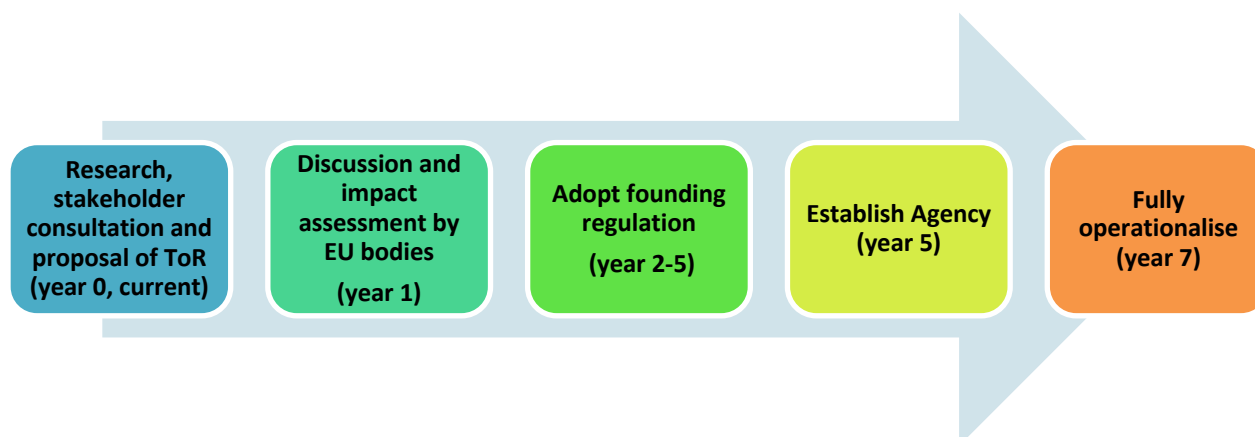 Research,
stakeholder
consultation and
proposal of ToR
(year 0, current)
Discussion and
impact
assessment by
EU bodies
(year 1)
Adopt founding
regulation
(year 2-5)
Establish Agency
(year 5)
Fully
operationalise
(year 7)